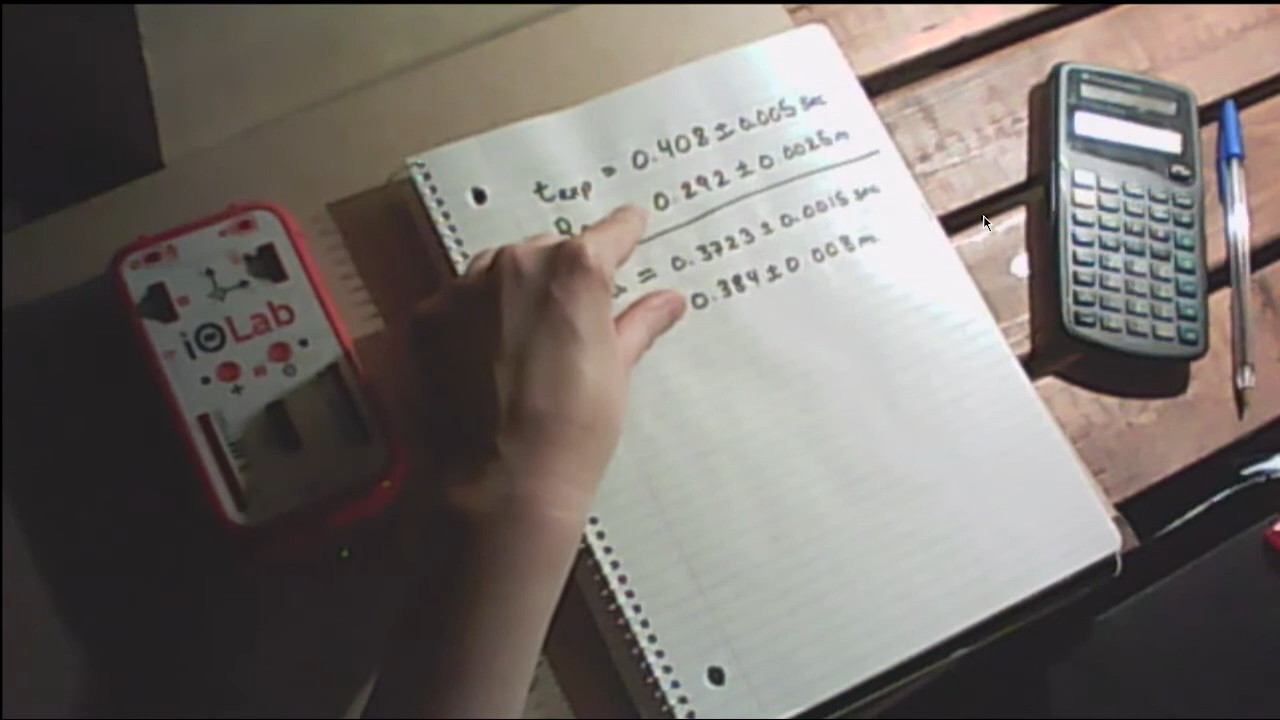 t exp = 0.408 ± 0.005 sec
0.292 ± 0.0025 m
= 0.3723 ± 0.0015 sec
0.384 ± 0.008 m
iOLab